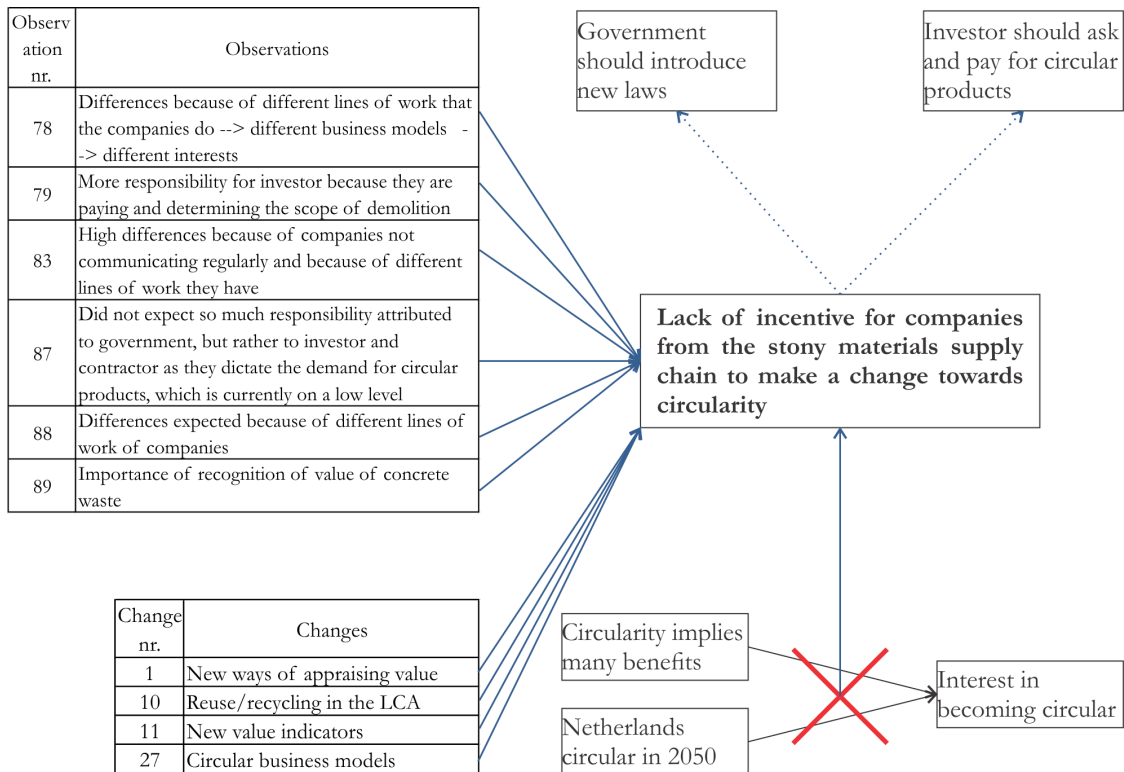 Observ
ation
nr.
Observations
78
Differences because of different lines of work that
the companies do --> different business models -
-> different interests
79
More responsibility for investor because they are
paying and determining the scope of demolition
83
High differences because of companies not
communicating regularly and because of different
lines of work they have
87
Did not expect so much responsibility attributed
to government, but rather to investor and
contractor as they dictate the demand for circular
products, which is currently on a low level
88
Differences expected because of different lines of
work of companies
89
Importance of recognition of value of concrete
waste
Government
should introduce
new laws
Investor should ask
and pay for circular
products
Lack of incentive for companies
from the stony materials supply
chain to make a change towards
circularity
Change
nr.
Changes
1
New ways of appraising value
10
Reuse/recycling in the LCA
11
New value indicators
27
Circular business models
Circularity implies
many benefits
Netherlands
circular in 2050
Interest in
becoming circular